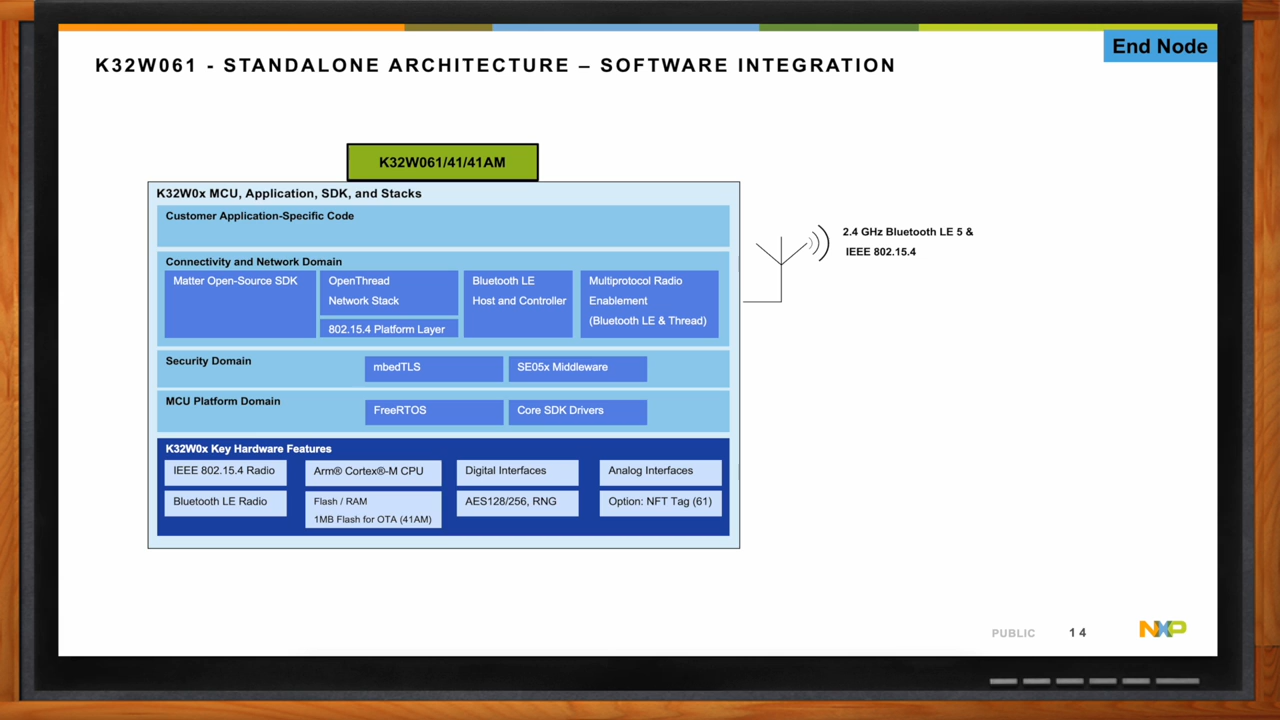 End Node
K32W061 - STANDALONE ARCHITECTURE – SOFTWARE INTEGRATION
K32W061/41/41AM
K32W0x MCU, Application, SDK, and Stacks
Customer Application-Specific Code
Connectivity and Network Domain
Matter Open-Source SDK
OpenThread
Network Stack
802.15.4 Platform Layer
Bluetooth LE
Host and Controller
Multiprotocol Radio
Enablement
(Bluetooth LE & Thread)
Security Domain
mbedTLS
SE05x Middleware
MCU Platform Domain
FreeRTOS
Core SDK Drivers
K32W0x Key Hardware Features
IEEE 802.15.4 Radio
Arm® Cortex®-M CPU
Digital Interfaces
Analog Interfaces
Bluetooth LE Radio
Flash / RAM
1MB Flash for OTA (41AM)
AES128/256, RNG
Option: NFT Tag (61)
2.4 GHz Bluetooth LE 5 &
IEEE 802.15.4
PUBLIC
14
NXP